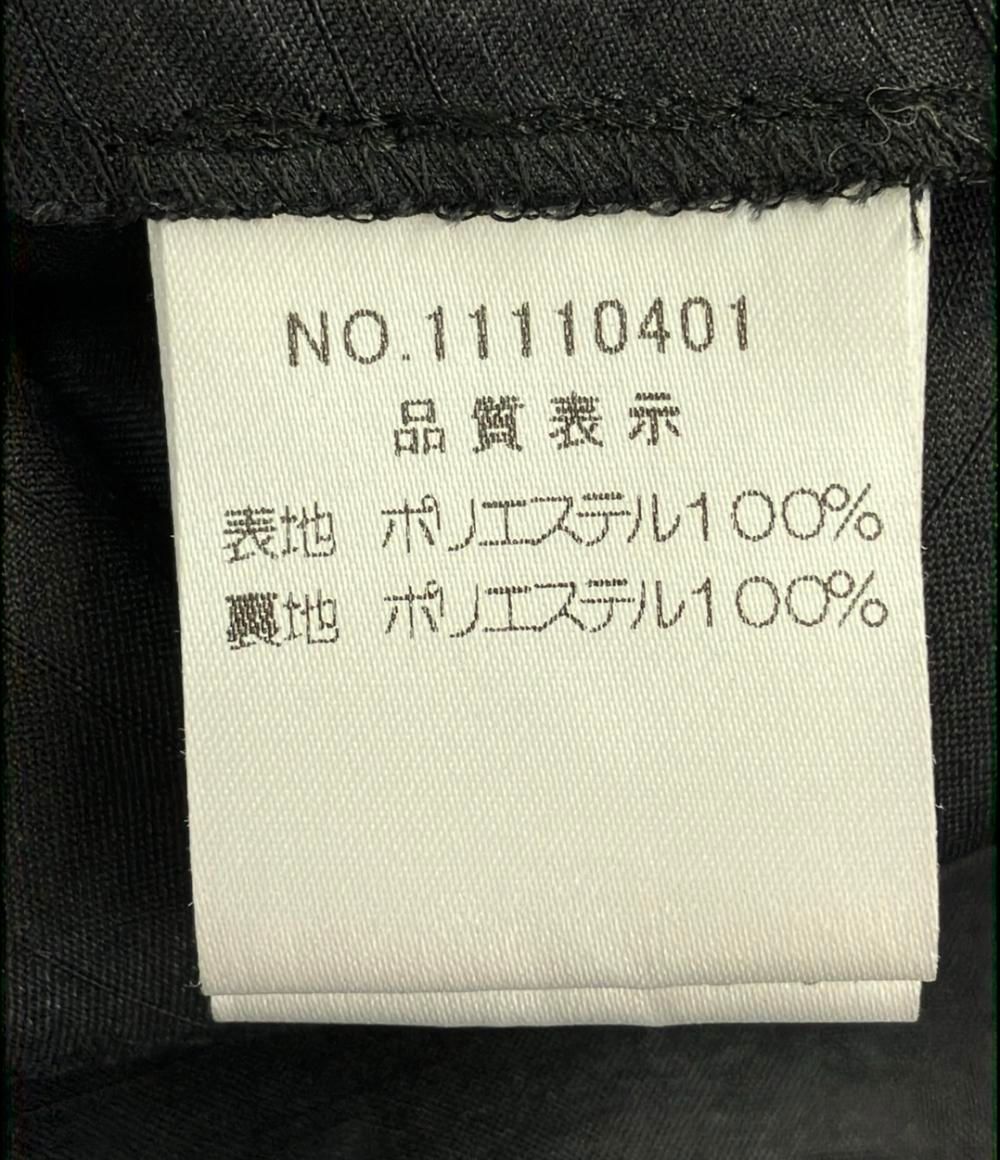 NO.11110401
品質表示
表地 ポリエステル100%
裏地 ポリエステル100%